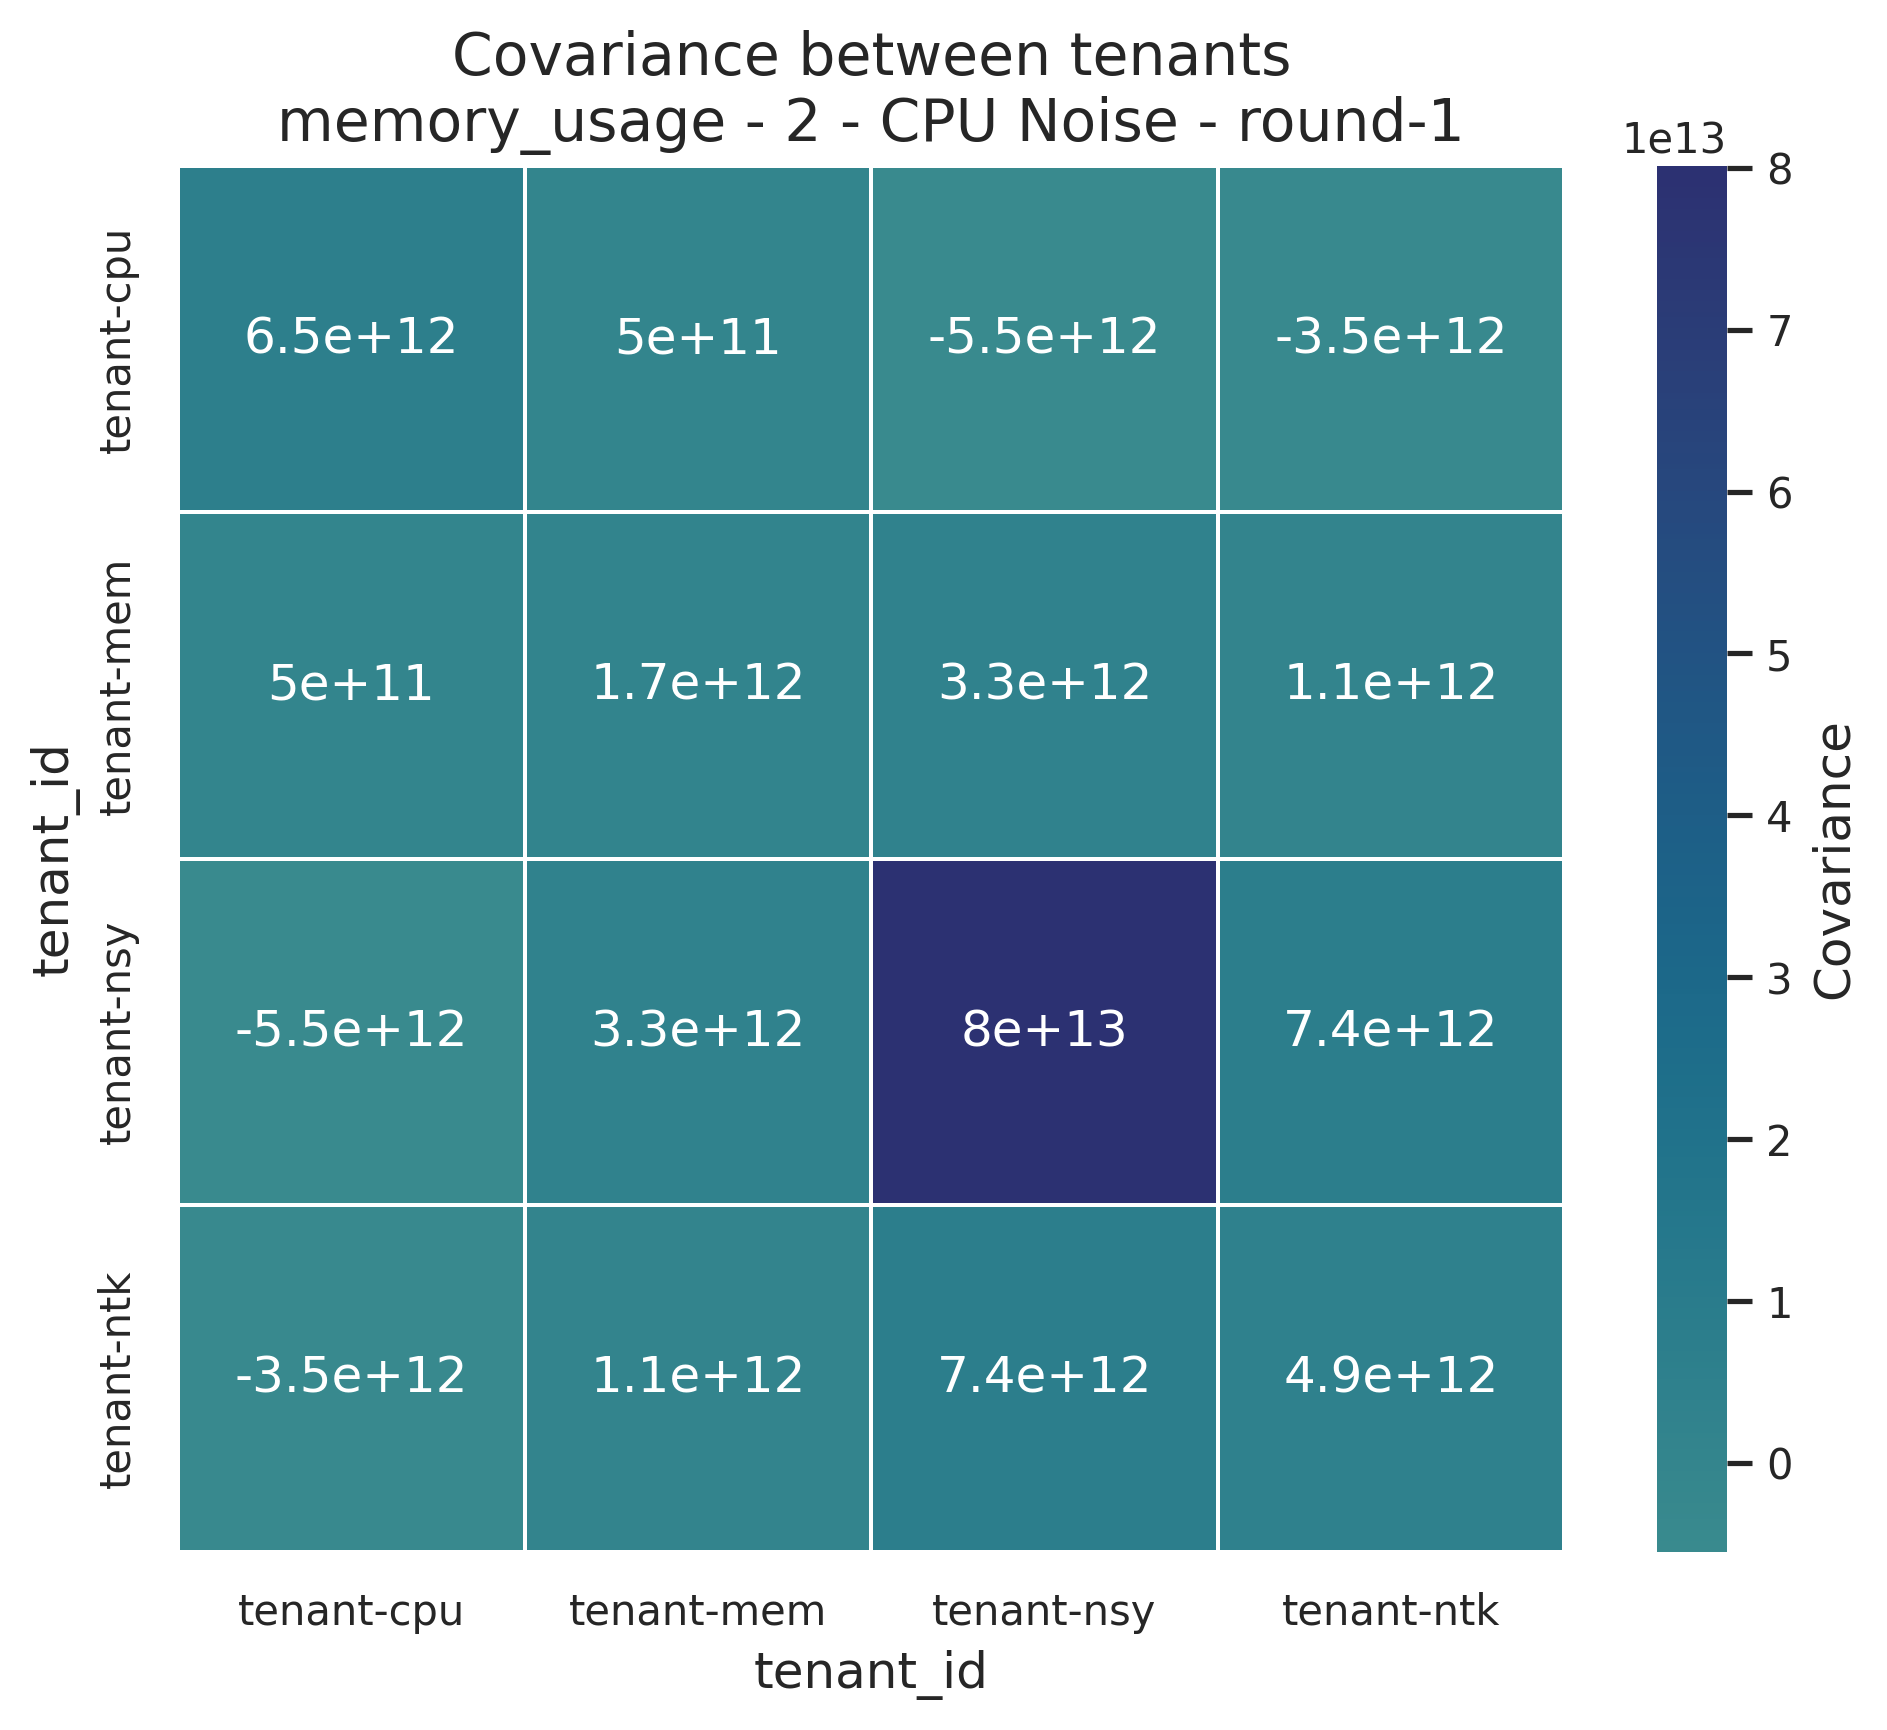 Covariance between tenants
memory_usage - 2 - CPU Noise - round-1
1e13
8
7
6
5
4
3
2
1
0
Covariance
tenant_id
tenant-cpu
6.5e+12 5e+11 -5.5e+12 -3.5e+12
tenant-mem
5e+11 1.7e+12 3.3e+12 1.1e+12
tenant-nsy
-5.5e+12 3.3e+12 8e+13 7.4e+12
tenant-ntk
-3.5e+12 1.1e+12 7.4e+12 4.9e+12
tenant-cpu tenant-mem tenant-nsy tenant-ntk
tenant_id